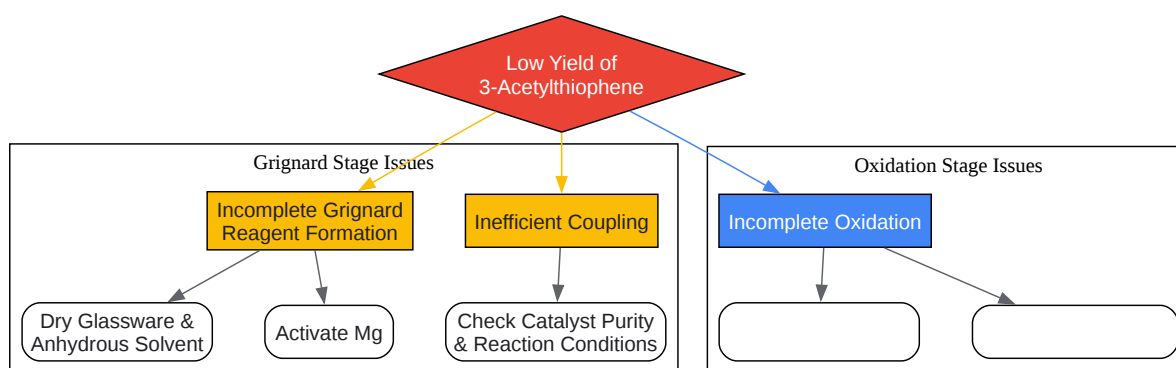 Low Yield of
3-Acetylthiophene
Grignard Stage Issues
Oxidation Stage Issues
Incomplete Grignard
Reagent Formation
Inefficient Coupling
Incomplete Oxidation
Dry Glassware &
Anhydrous Solvent
Activate Mg
Check Catalyst Purity
& Reaction Conditions